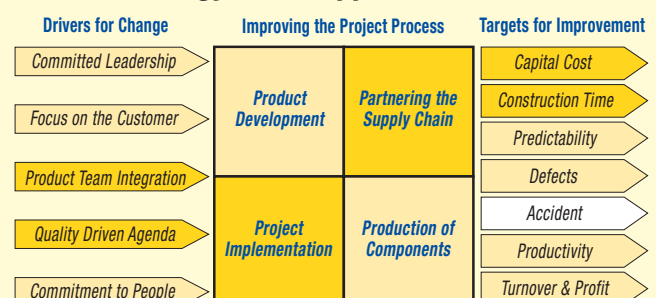 Drivers for Change
Improving the Project Process
Targets for Improvement
Committed Leadership
Focus on the Customer
Product Team Integration
Quality Driven Agenda
Commitment to People
Product
Development
Partnering the
Supply Chain
Project
Implementation
Production of
Components
Capital Cost
Construction Time
Predictability
Defects
Accident
Productivity
Turnover & Profit